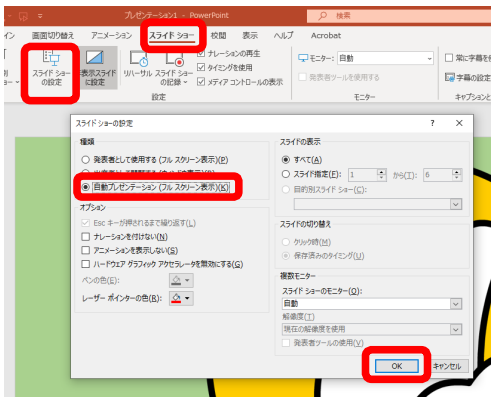 プレゼンテーション1 - PowerPoint
検索
イン 画面切り替え アニメーション スライド ショー 校閲 表示 ヘルプ Acrobat
スライド ショー
の設定
表示スライド
に設定
リハーサル
スライド ショー
の記録
ナレーションの再生
タイミングを使用
メディア コントロールの表示
設定
モニター: 自動
発表者ツールを使用する
モニター
常に字幕を
字幕の設定
キャプションと
スライド ショーの設定 ? ×
種類
発表者として使用する (フル スクリーン表示)(P)
自動プレゼンテーション (フル スクリーン表示)(K)
オプション
Esc キーが押されるまで繰り返す(L)
ナレーションを付けない(N)
アニメーションを表示しない(S)
ハードウェア グラフィック アクセラレータを無効にする(G)
ペンの色(E):
レーザー ポインターの色(R):
スライドの表示
すべて(A)
スライド指定(F): 1 から(T): 6
目的別スライド ショー(C):
スライドの切り替え
クリック時(M)
保存済みのタイミング(U)
複数モニター
スライド ショーのモニター(O):
自動
解像度(T)
現在の解像度を使用
発表者ツールの使用(V)
OK キャンセル